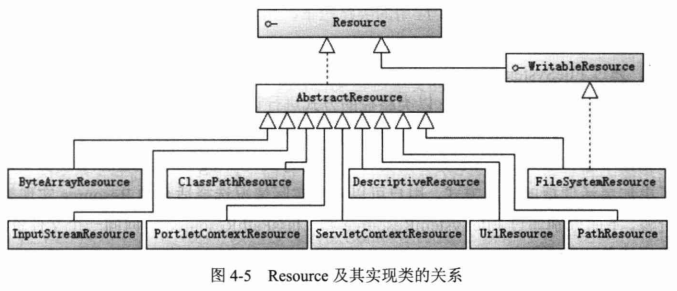 Resource
WritableResource
AbstractResource
ByteArrayResource
ClassPathResource
DescriptiveResource
FileSystemResource
InputStreamResource
PortletContextResource
ServletContextResource
UrlResource
PathResource
图 4-5 Resource 及其实现类的关系